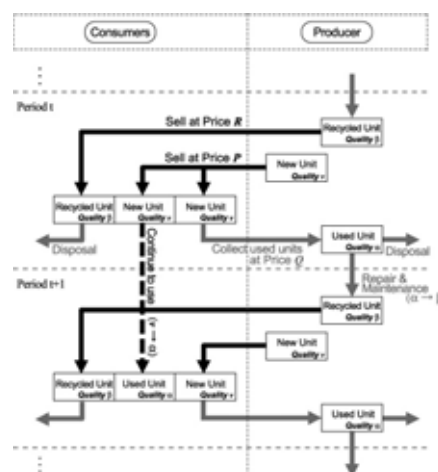 Consumers
Producer
⋮
Period t
Sell at Price R
Recycled Unit
Quality β
Sell at Price P
New Unit
Quality ν
Recycled Unit
Quality β
New Unit
Quality ν
New Unit
Quality ν
Disposal
Continue to use (ν → α)
Collect used units
at Price Q
Used Unit
Quality α
Disposal
Period t+1
Repair &
Maintenance
(α →
Recycled Unit
Quality β
New Unit
Quality ν
Recycled Unit
Quality β
Used Unit
Quality α
New Unit
Quality ν
Used Unit
Quality α
⋮